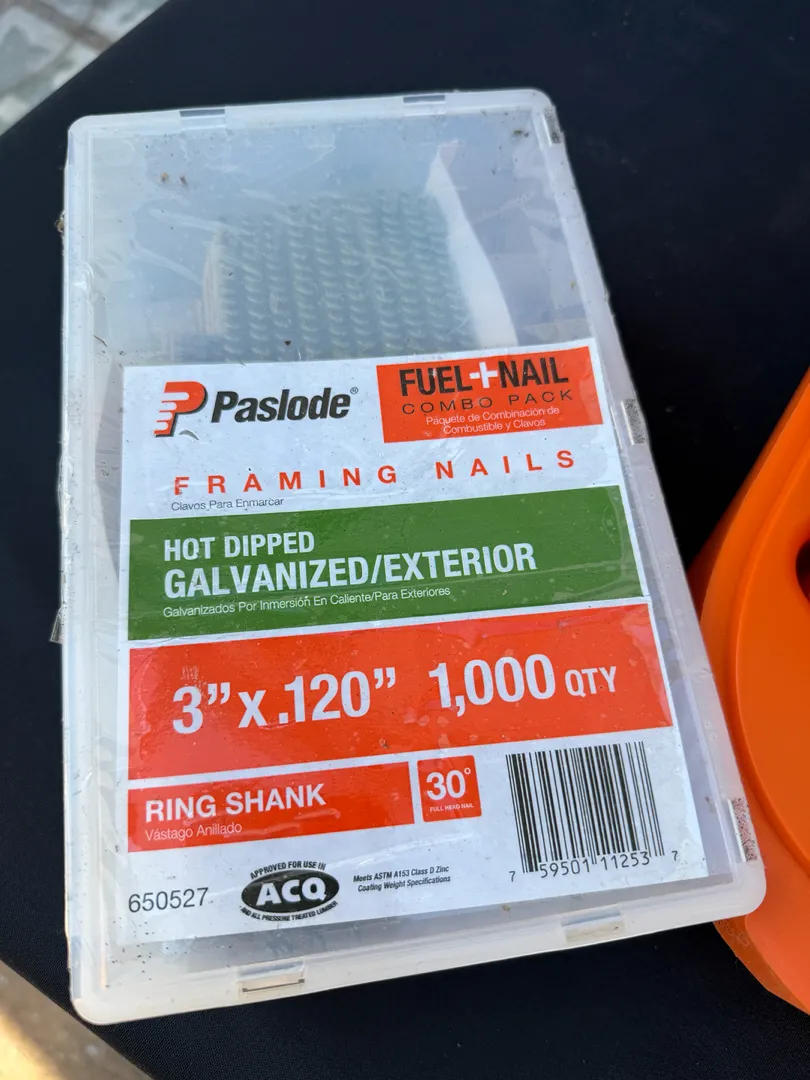 Paslode®
FUEL+NAIL
COMBO PACK
Paquete de Combinación de
Combustible y Clavos
FRAMING NAILS
Clavos Para Enmarcar
HOT DIPPED
GALVANIZED/EXTERIOR
Galvanizados Por Inmersión En Caliente/Para Exteriores
3” x .120” 1,000 QTY
RING SHANK
Vástago Anillado
30°
FULL HEAD NAIL
650527
APPROVED FOR USE IN
ACQ
AND ALL PRESSURE TREATED LUMBER
Meets ASTM A153 Class D Zinc
Coating Weight Specifications
7 59501 11253 7